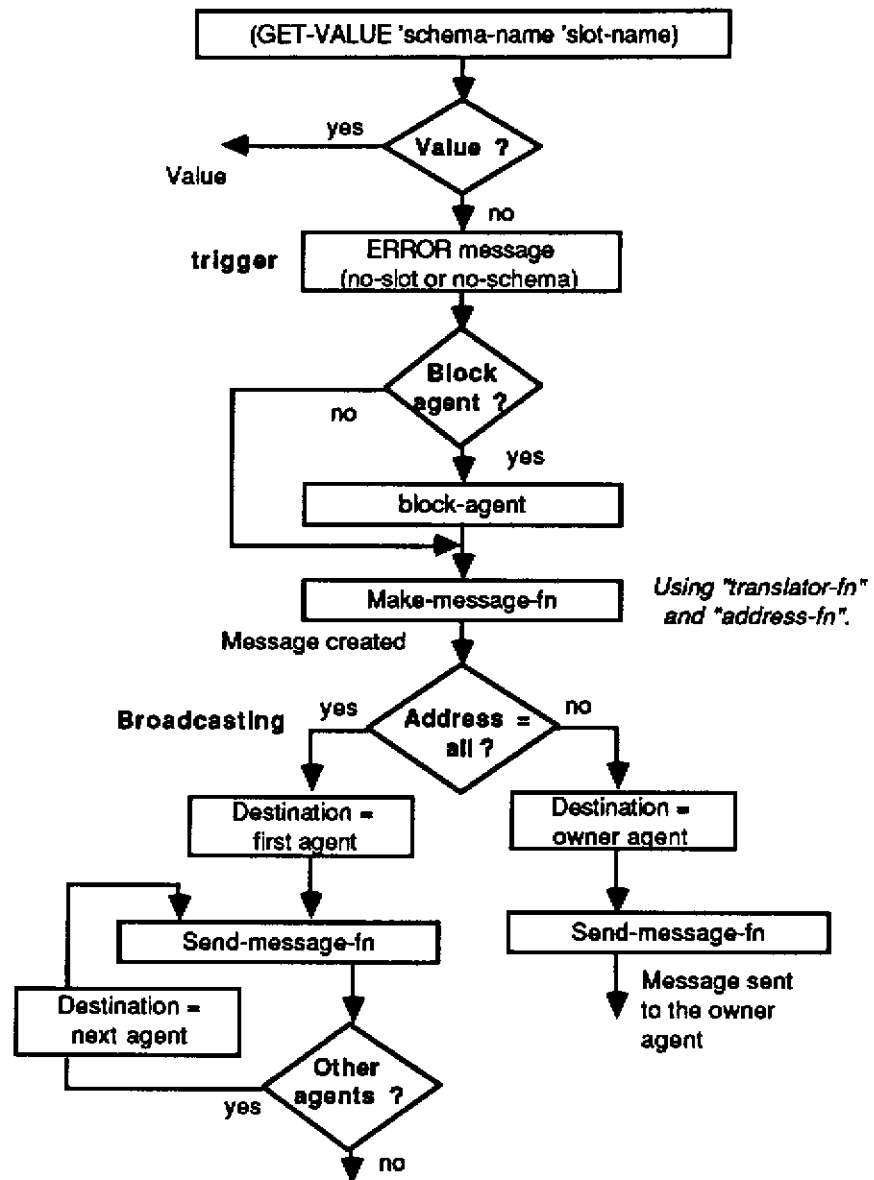 (GET-VALUE 'schema-name 'slot-name)
yes
Value ?
Value
no
trigger
ERROR message
(no-slot or no-schema)
Block
agent ?
no
yes
block-agent
Make-message-fn
Using "translator-fn"
and "address-fn".
Message created
Broadcasting
yes
Address =
all ?
no
Destination =
first agent
Destination =
owner agent
Send-message-fn
Send-message-fn
Message sent
to the owner
agent
Destination =
next agent
Other
agents ?
yes
no